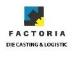 FACTORIA
DIE CASTING & LOGISTIC